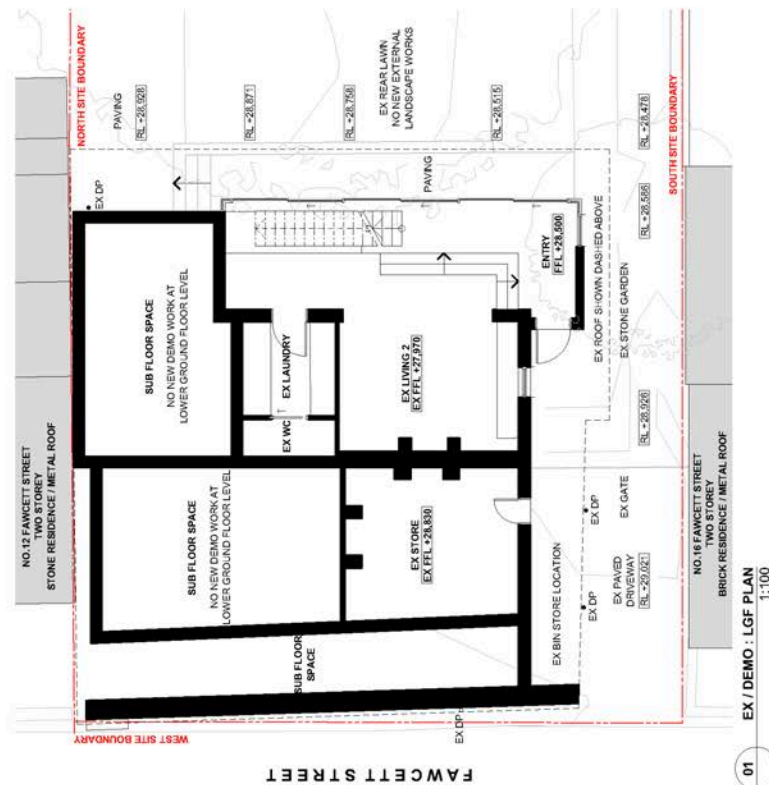 NO.12 FAWCETT STREET
TWO STOREY
STONE RESIDENCE / METAL ROOF
NORTH SITE BOUNDARY
PAVING
RL +28,928
RL +28,871
RL +28,758
EX REAR LAWN
NO NEW EXTERNAL
LANDSCAPE WORKS
RL +28,515
RL +28,478
SOUTH SITE BOUNDARY
EX DP
SUB FLOOR SPACE
NO NEW DEMO WORK AT
LOWER GROUND FLOOR LEVEL
EX LAUNDRY
EX WC
EX LIVING 2
EX FFL +27,970
PAVING
ENTRY
FFL +28,500
EX ROOF SHOWN DASHED ABOVE
EX STONE GARDEN
RL +28,586
RL +28,926
SUB FLOOR SPACE
NO NEW DEMO WORK AT
LOWER GROUND FLOOR LEVEL
EX STORE
EX FFL +28,830
EX DP
EX GATE
EX BIN STORE LOCATION
EX DP
EX PAVED
DRIVEWAY
RL +29,021
SUB FLOOR
SPACE
EX DP
WEST SITE BOUNDARY
NO.16 FAWCETT STREET
TWO STOREY
BRICK RESIDENCE / METAL ROOF
FAWCETT STREET
01
EX / DEMO : LGF PLAN
1:100